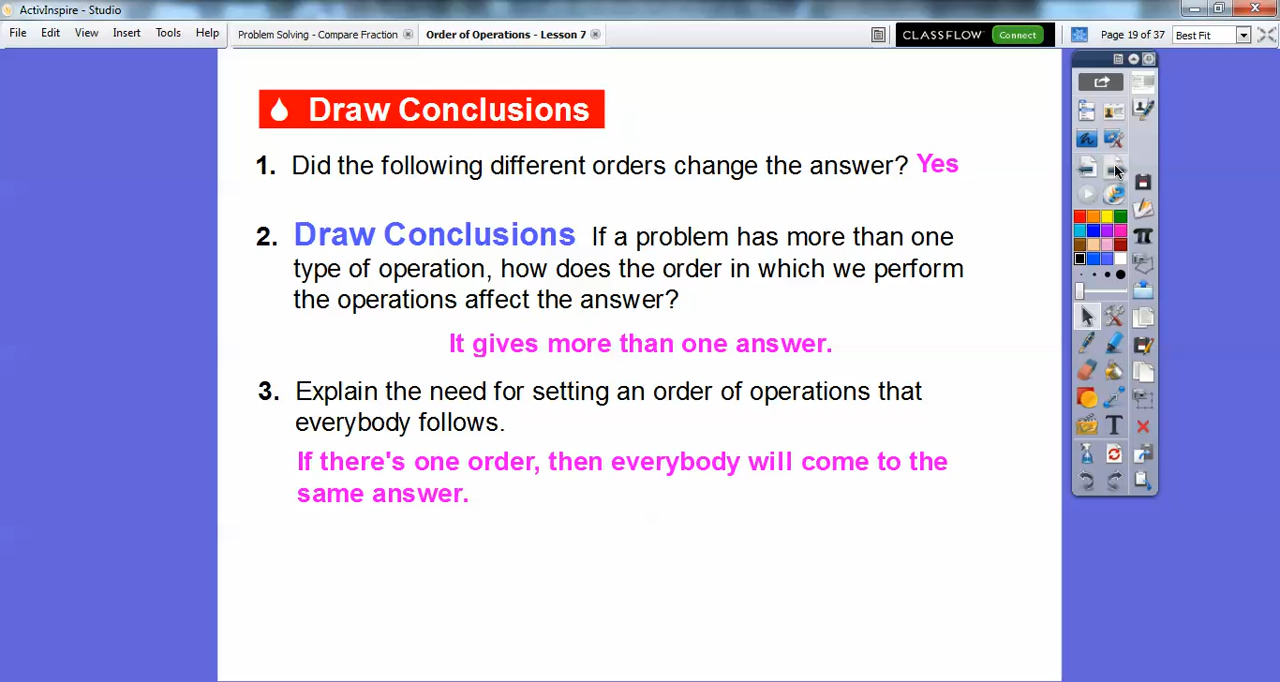 ActivInspire - Studio
File Edit View Insert Tools Help
Problem Solving - Compare Fraction
Order of Operations - Lesson 7
CLASSFLOW Connect
Page 19 of 37
Best Fit
Draw Conclusions
1. Did the following different orders change the answer? Yes
2. Draw Conclusions If a problem has more than one
type of operation, how does the order in which we perform
the operations affect the answer?
It gives more than one answer.
3. Explain the need for setting an order of operations that
everybody follows.
If there's one order, then everybody will come to the
same answer.